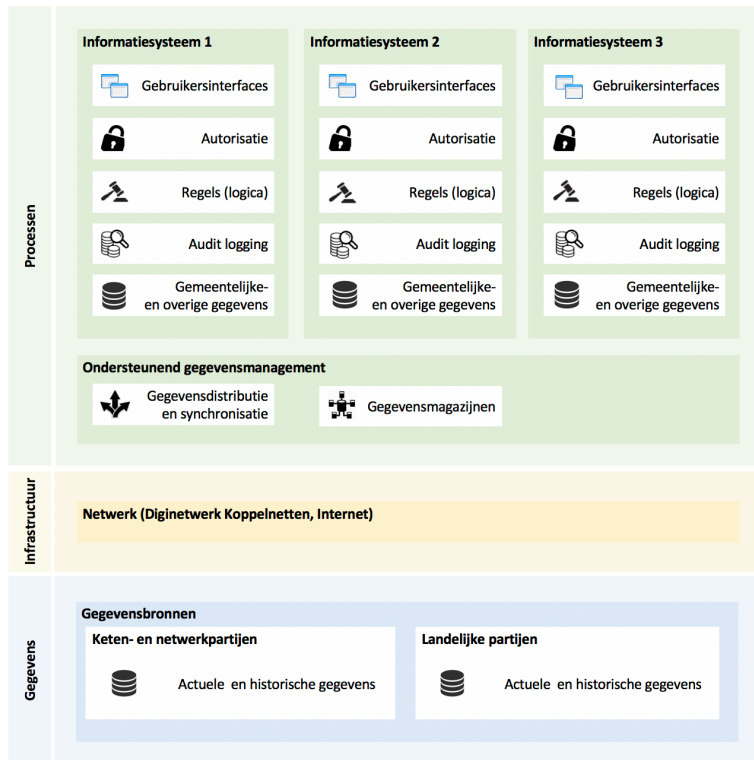 Processen
Informatiesysteem 1
Gebruikersinterfaces
Autorisatie
Regels (logica)
Audit logging
Gemeentelijke-
en overige gegevens
Informatiesysteem 2
Gebruikersinterfaces
Autorisatie
Regels (logica)
Audit logging
Gemeentelijke-
en overige gegevens
Informatiesysteem 3
Gebruikersinterfaces
Autorisatie
Regels (logica)
Audit logging
Gemeentelijke-
en overige gegevens
Ondersteunend gegevensmanagement
Gegevensdistributie
en synchronisatie
Gegevensmagazijnen
Infrastructuur
Netwerk (Diginetwerk Koppelnetten, Internet)
Gegevens
Gegevensbronnen
Keten- en netwerkpartijen
Actuele en historische gegevens
Landelijke partijen
Actuele en historische gegevens